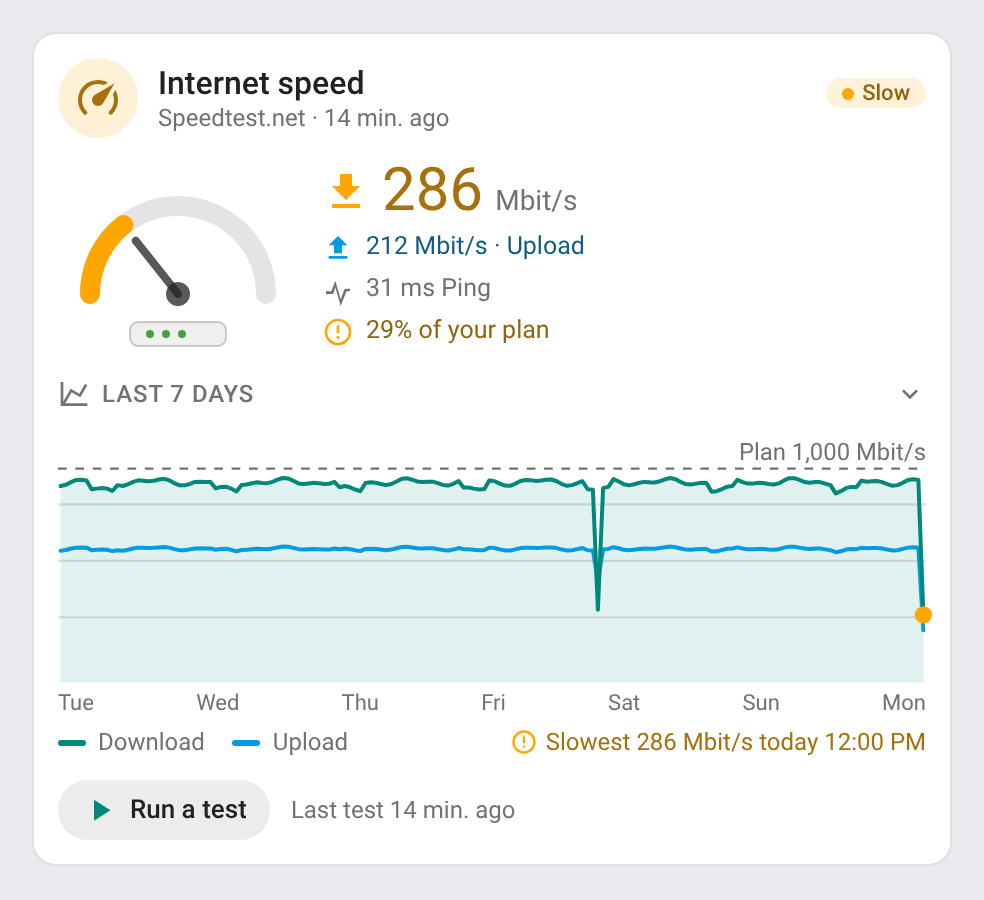 Internet speed
Speedtest.net · 14 min. ago
Slow
286 Mbit/s
212 Mbit/s · Upload
31 ms Ping
29% of your plan
LAST 7 DAYS
Plan 1,000 Mbit/s
Tue Wed Thu Fri Sat Sun Mon
Download Upload Slowest 286 Mbit/s today 12:00 PM
Run a test Last test 14 min. ago